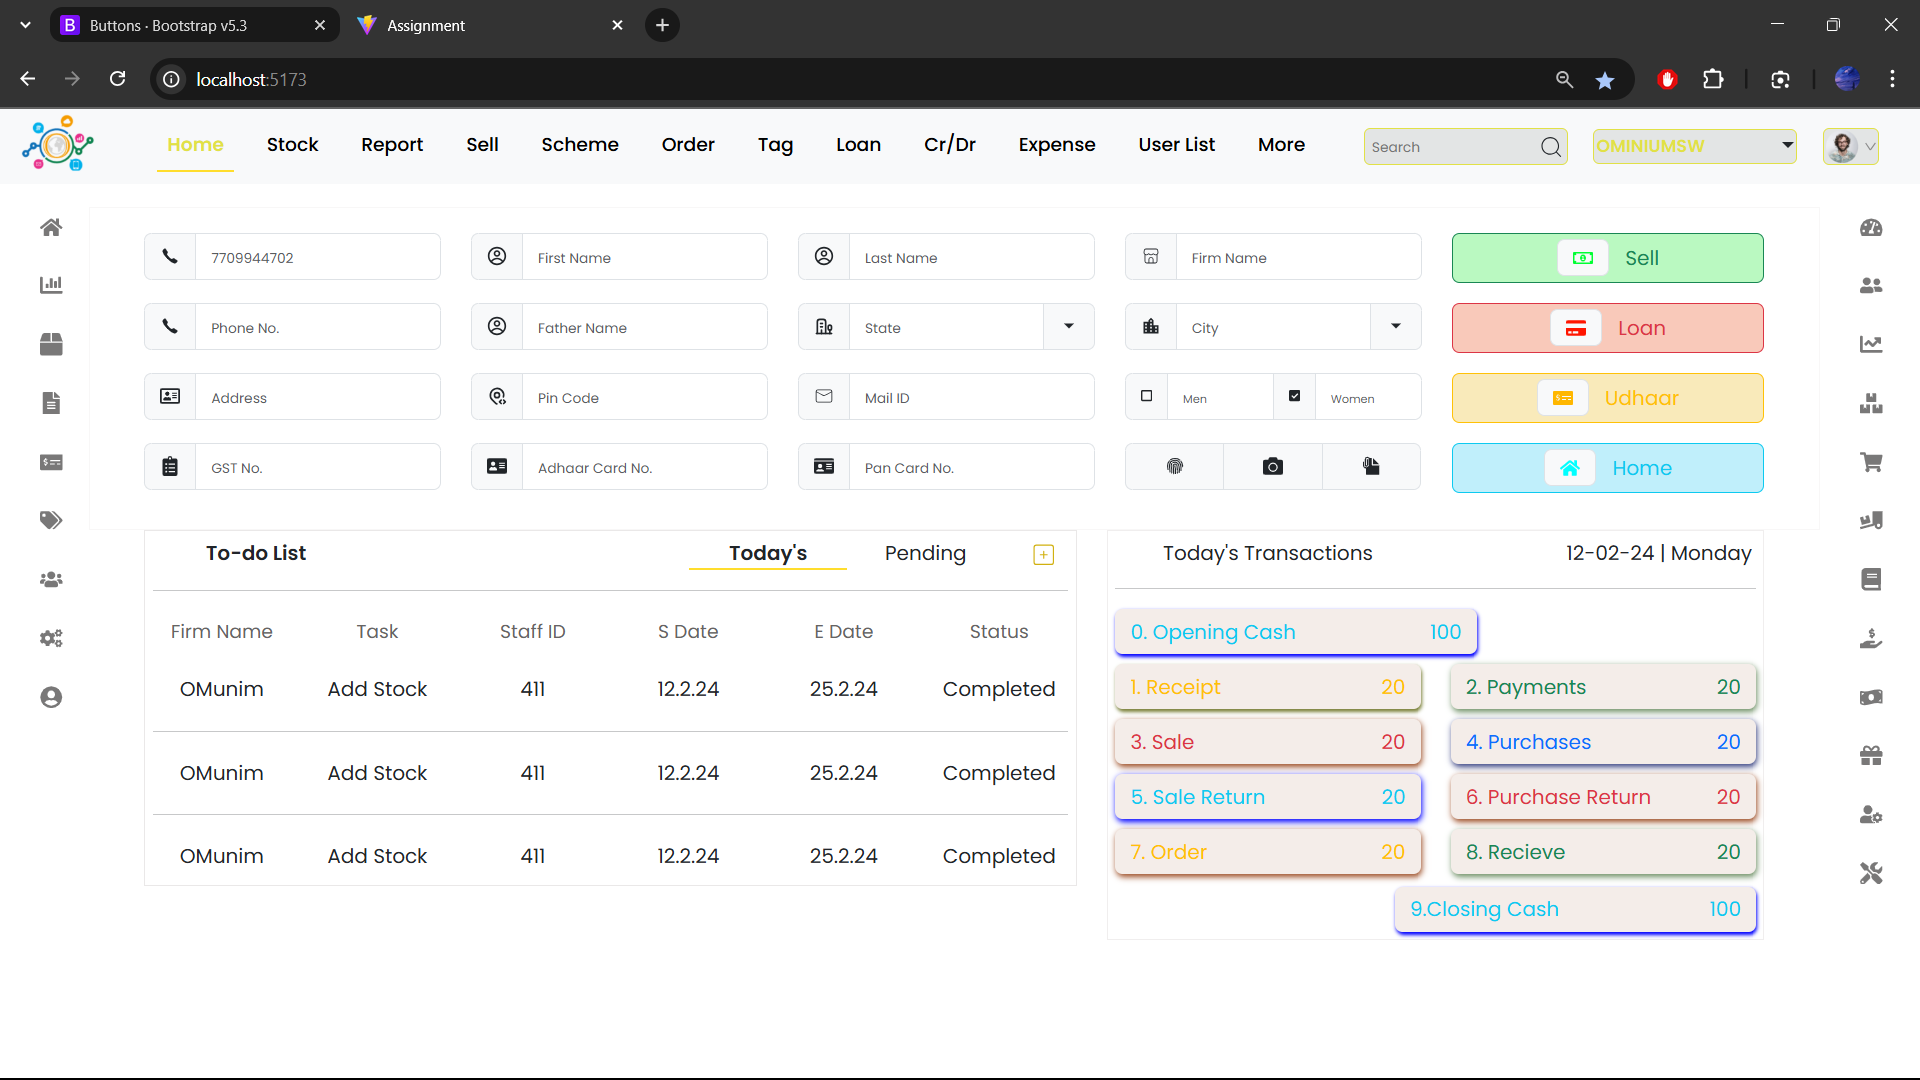 Buttons · Bootstrap v5.3
Assignment
localhost:5173
Home Stock Report Sell Scheme Order Tag Loan Cr/Dr Expense User List More Search OMINIUMSW
7709944702 First Name Last Name Firm Name Sell
Phone No. Father Name State City Loan
Address Pin Code Mail ID Men Women Udhaar
GST No. Adhaar Card No. Pan Card No. Home
To-do List Today's Pending
Firm Name Task Staff ID S Date E Date Status
OMunim Add Stock 411 12.2.24 25.2.24 Completed
OMunim Add Stock 411 12.2.24 25.2.24 Completed
OMunim Add Stock 411 12.2.24 25.2.24 Completed
Today's Transactions 12-02-24 | Monday
0. Opening Cash 100
1. Receipt 20 2. Payments 20
3. Sale 20 4. Purchases 20
5. Sale Return 20 6. Purchase Return 20
7. Order 20 8. Recieve 20
9.Closing Cash 100